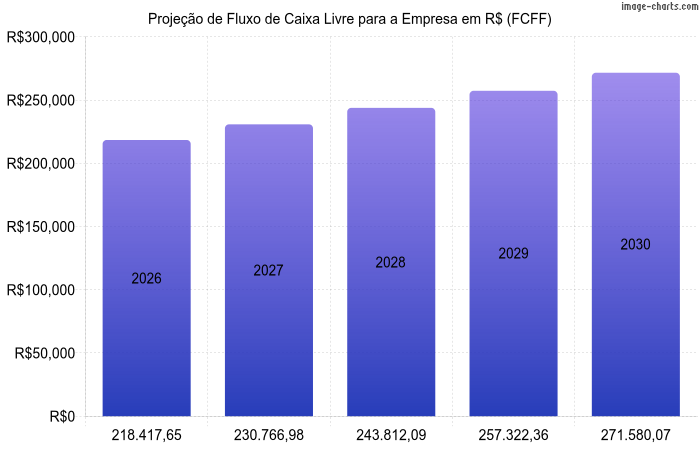 image-charts.com
Projeção de Fluxo de Caixa Livre para a Empresa em R$ (FCFF)
R$300,000
R$250,000
R$200,000
R$150,000
R$100,000
R$50,000
R$0
2026
2027
2028
2029
2030
218.417,65
230.766,98
243.812,09
257.322,36
271.580,07